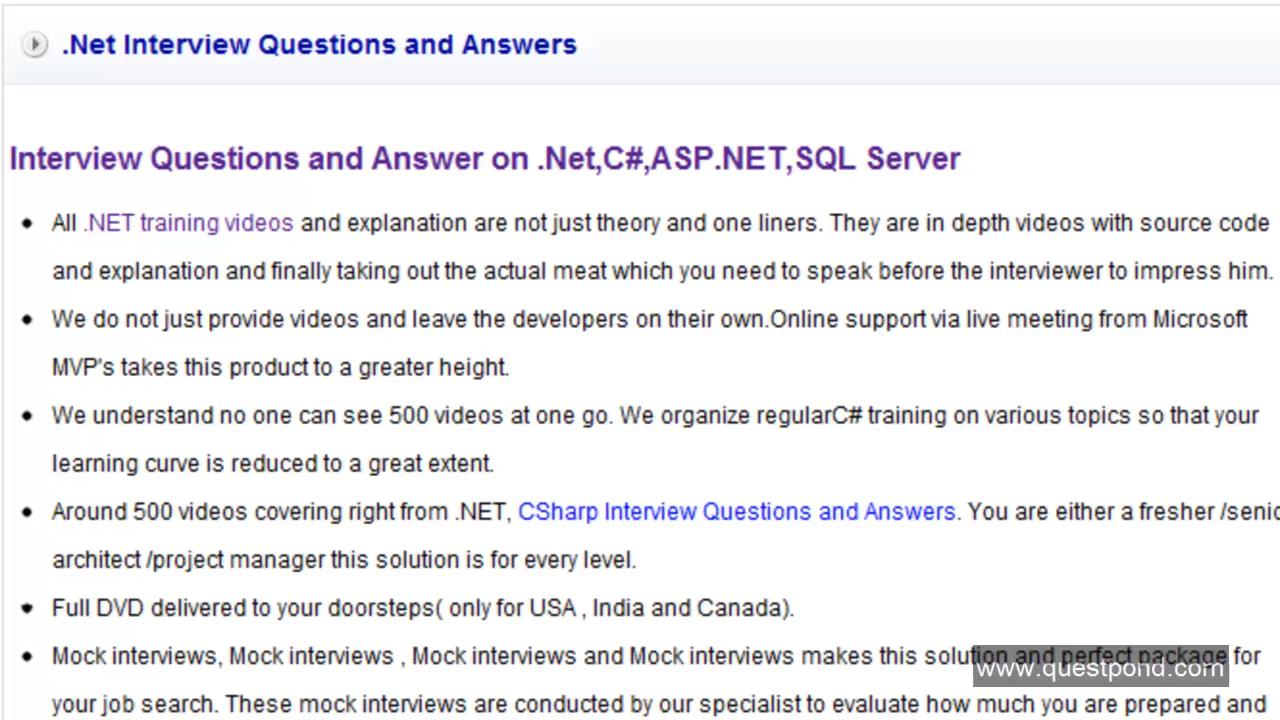 .Net Interview Questions and Answers
Interview Questions and Answer on .Net,C#,ASP.NET,SQL Server
All .NET training videos and explanation are not just theory and one liners. They are in depth videos with source code
and explanation and finally taking out the actual meat which you need to speak before the interviewer to impress him.
We do not just provide videos and leave the developers on their own.Online support via live meeting from Microsoft
MVP's takes this product to a greater height.
We understand no one can see 500 videos at one go. We organize regularC# training on various topics so that your
learning curve is reduced to a great extent.
Around 500 videos covering right from .NET, CSharp Interview Questions and Answers. You are either a fresher /senio
architect /project manager this solution is for every level.
Full DVD delivered to your doorsteps( only for USA , India and Canada).
Mock interviews, Mock interviews , Mock interviews and Mock interviews makes this solution and perfect package for
www.questpond.com
your job search. These mock interviews are conducted by our specialist to evaluate how much you are prepared and